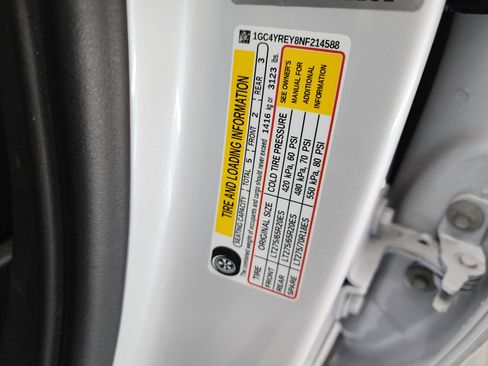 1GC4YREY8NF214588
TIRE AND LOADING INFORMATION
SEATING CAPACITY TOTAL 5 FRONT 2 REAR 3
The combined weight of occupants and cargo should never exceed 1416 kg or 3123 lbs.
TIRE ORIGINAL SIZE COLD TIRE PRESSURE
FRONT LT275/65R20ES 420 kPa, 60 PSI
REAR LT275/65R20ES 480 kPa, 70 PSI
SPARE LT275/70R18ES 550 kPa, 80 PSI
SEE OWNER'S
MANUAL FOR
ADDITIONAL
INFORMATION